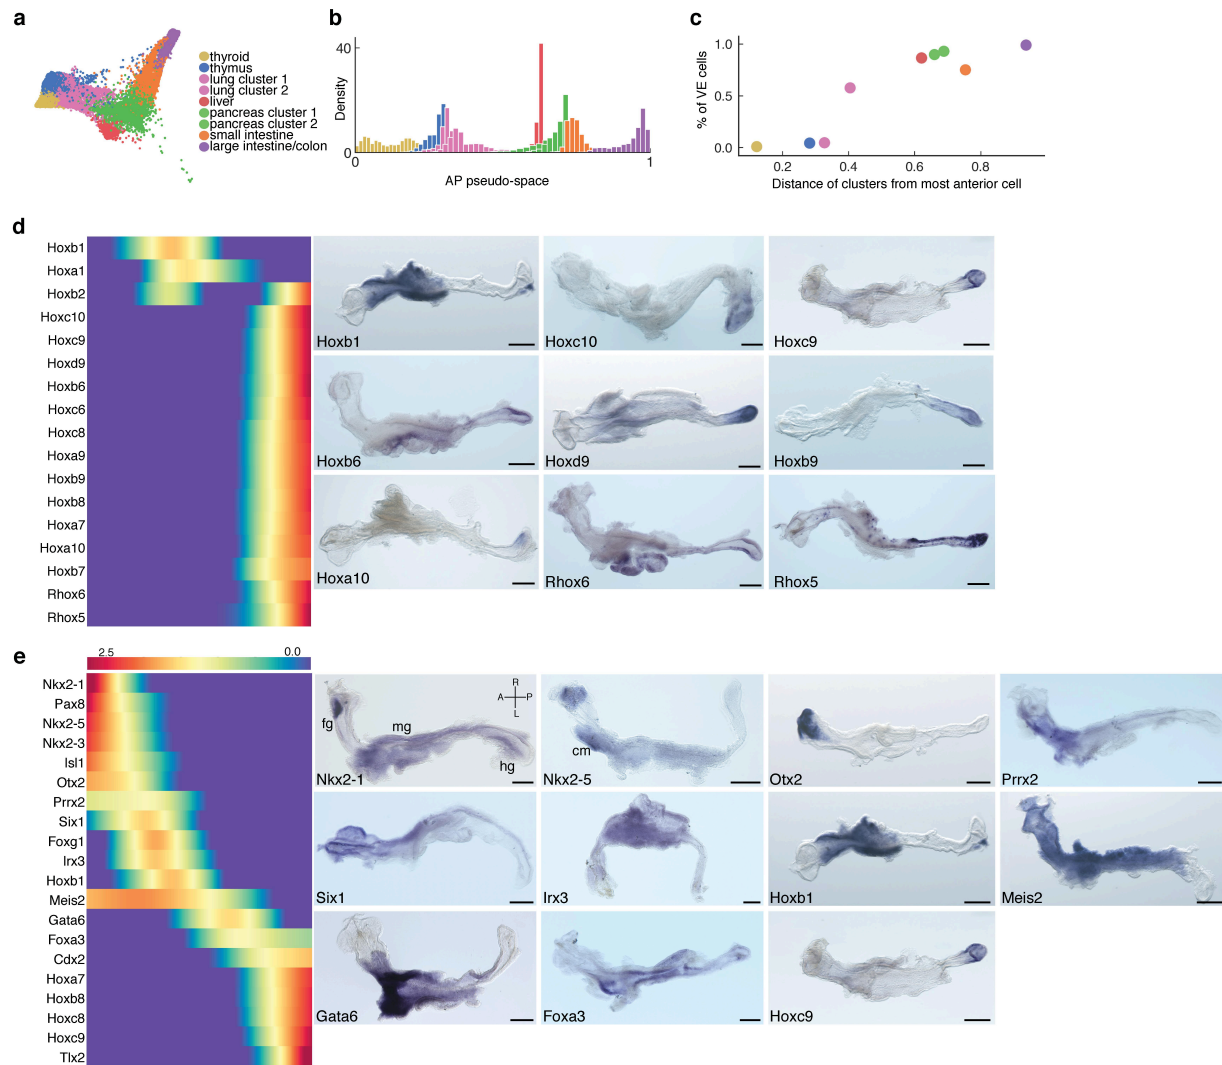 a
thyroid
thymus
lung cluster 1
lung cluster 2
liver
pancreas cluster 1
pancreas cluster 2
small intestine
large intestine/colon
b
Density
40
0
0
1
AP pseudo-space
c
% of VE cells
1.0
0.5
0.0
0.2
0.4
0.6
0.8
Distance of clusters from most anterior cell
d
Hoxb1
Hoxa1
Hoxb2
Hoxc10
Hoxc9
Hoxd9
Hoxb6
Hoxc6
Hoxc8
Hoxa9
Hoxb9
Hoxb8
Hoxa7
Hoxa10
Hoxb7
Rhox6
Rhox5
Hoxb1
Hoxc10
Hoxc9
Hoxb6
Hoxd9
Hoxb9
Hoxa10
Rhox6
Rhox5
e
2.5
0.0
Nkx2-1
Pax8
Nkx2-5
Nkx2-3
Isl1
Otx2
Prrx2
Six1
Foxg1
Irx3
Hoxb1
Meis2
Gata6
Foxa3
Cdx2
Hoxa7
Hoxb8
Hoxc8
Hoxc9
Tlx2
fg
mg
hg
R
A
P
L
Nkx2-1
cm
Nkx2-5
Otx2
Prrx2
Six1
Irx3
Hoxb1
Meis2
Gata6
Foxa3
Hoxc9